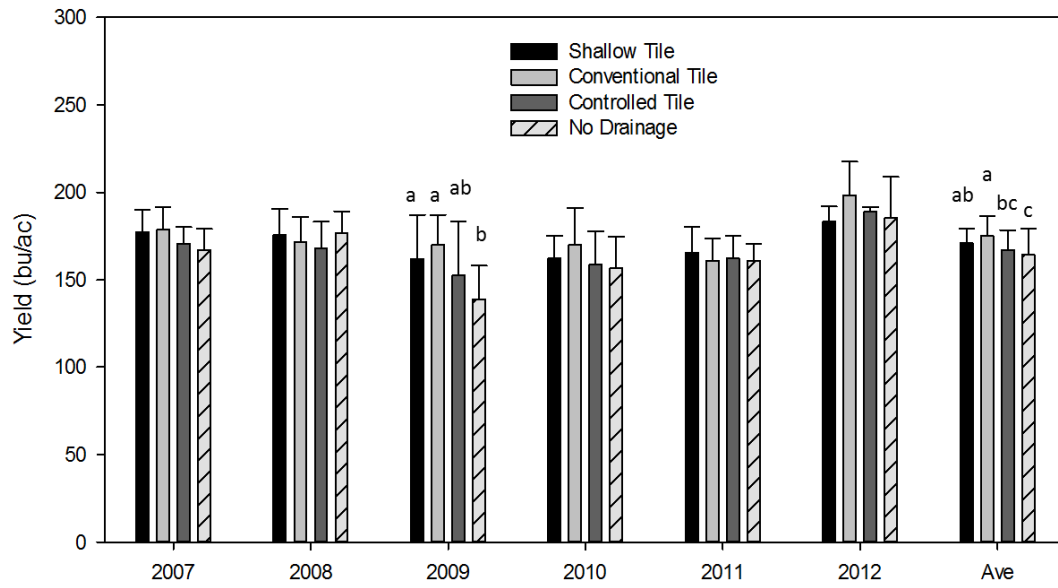 300
250
200
150
100
50
0
Yield (bu/ac)
Shallow Tile
Conventional Tile
Controlled Tile
No Drainage
a a ab b
ab a bc c
2007 2008 2009 2010 2011 2012 Ave